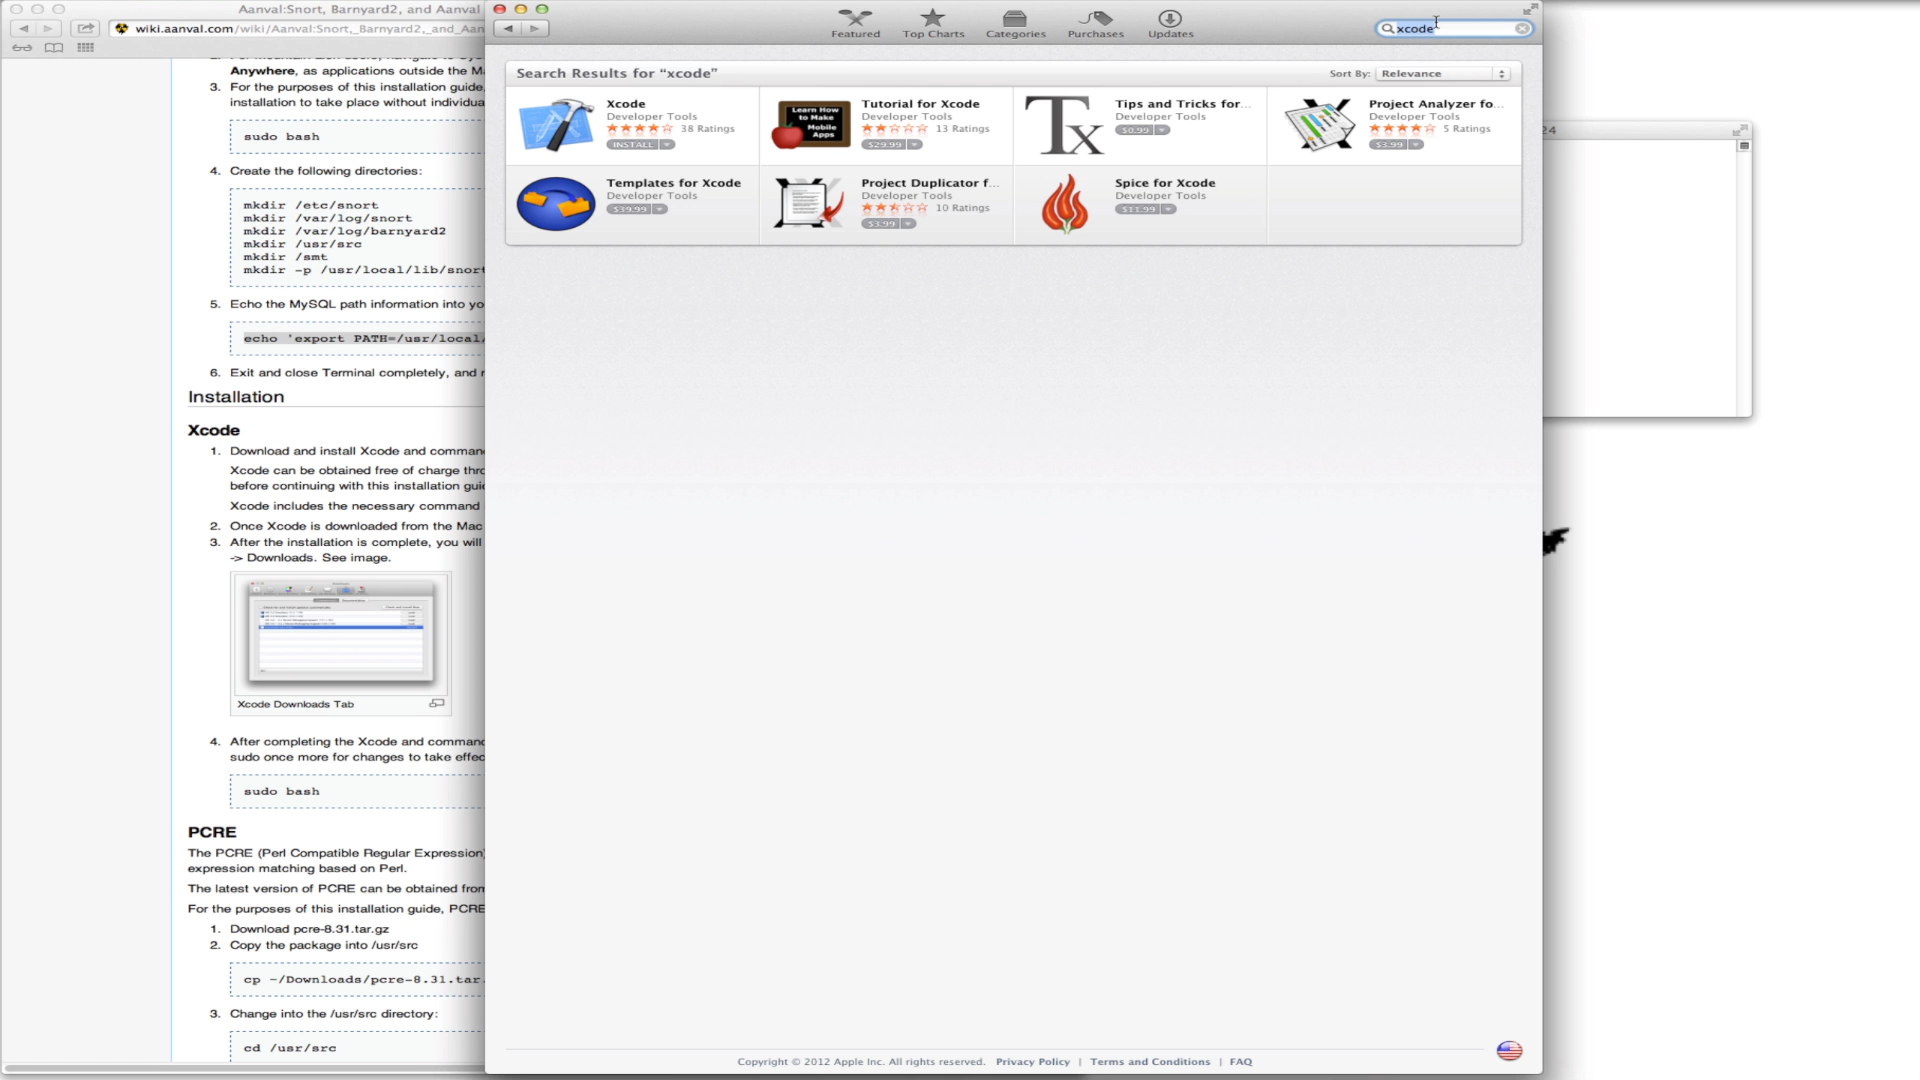 Aanval:Snort, Barnyard2, and Aanval
wiki.aanval.com/wiki/Aanval:Snort,_Barnyard2,_and_Aan
Anywhere, as applications outside the Ma
3. For the purposes of this installation guide,
installation to take place without individua
sudo bash
4. Create the following directories:
mkdir /etc/snort
mkdir /var/log/snort
mkdir /var/log/barnyard2
mkdir /usr/src
mkdir /smt
mkdir -p /usr/local/lib/snort
5. Echo the MySQL path information into yo
echo 'export PATH=/usr/local/
6. Exit and close Terminal completely, and r
Installation
Xcode
1. Download and install Xcode and comman
Xcode can be obtained free of charge thro
before continuing with this installation guid
Xcode includes the necessary command
2. Once Xcode is downloaded from the Mac
3. After the installation is complete, you will
-> Downloads. See image.
Xcode Downloads Tab
4. After completing the Xcode and command
sudo once more for changes to take effec
sudo bash
PCRE
The PCRE (Perl Compatible Regular Expression)
expression matching based on Perl.
The latest version of PCRE can be obtained from
For the purposes of this installation guide, PCRE
1. Download pcre-8.31.tar.gz
2. Copy the package into /usr/src
cp ~/Downloads/pcre-8.31.tar.
3. Change into the /usr/src directory:
cd /usr/src
Featured Top Charts Categories Purchases Updates
xcode
Search Results for “xcode”
Sort By: Relevance
Xcode
Developer Tools
38 Ratings
INSTALL
Learn How to Make Mobile Apps
Tutorial for Xcode
Developer Tools
13 Ratings
$29.99
Tx
Tips and Tricks for...
Developer Tools
$0.99
Project Analyzer fo...
Developer Tools
5 Ratings
$3.99
Templates for Xcode
Developer Tools
$39.99
Project Duplicator f...
Developer Tools
10 Ratings
$3.99
Spice for Xcode
Developer Tools
$11.99
24
Copyright © 2012 Apple Inc. All rights reserved. Privacy Policy | Terms and Conditions | FAQ